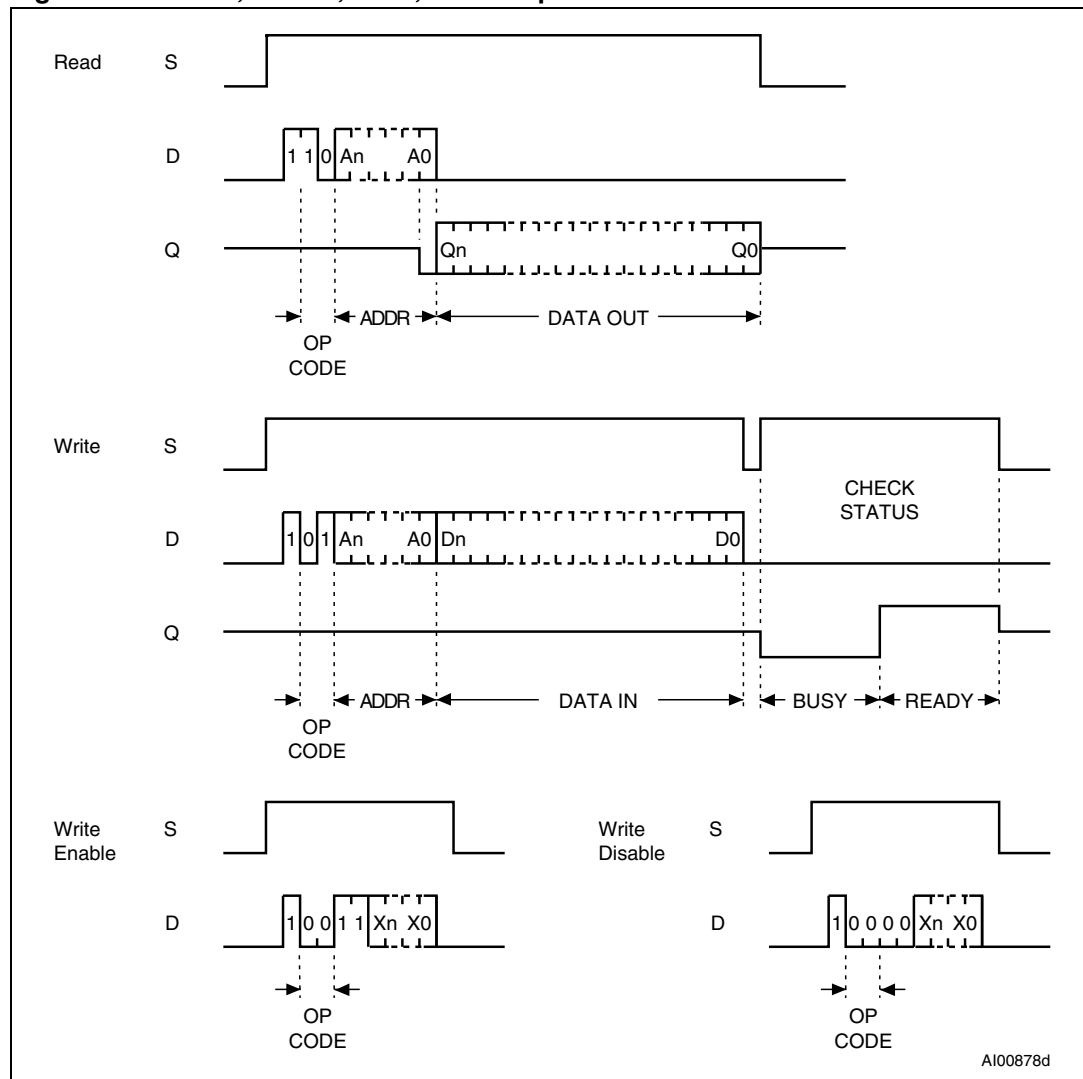 Read S
D 1 1 0 An A0
Q Qn Q0
ADDR DATA OUT
OP
CODE
Write S
CHECK
STATUS
D 1 0 1 An A0 Dn D0
Q
ADDR DATA IN BUSY READY
OP
CODE
Write
Enable
S
Write
Disable
S
D 1 0 0 1 1 Xn X0
D 1 0 0 0 0 Xn X0
OP
CODE
OP
CODE
AI00878d